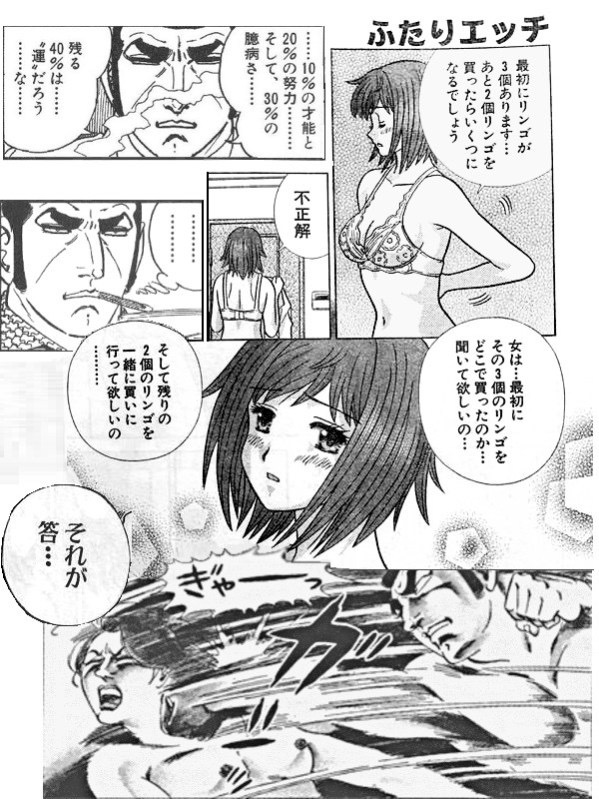 ふたりエッチ
最初にリンゴが
3個あります…
あと2個リンゴを
買ったらいくつに
なるでしょう
……10%の才能と
20%の努力………
そして、30%の
臆病さ……
残る
40%は……
“運”だろう
……な……
不正解
………
………
女は…最初に
その3個のリンゴを
どこで買ったのか…
聞いて欲しいの…
そして残りの
2個のリンゴを
一緒に買いに
行って欲しいの
…………
それが
答…
ぎゃーっ
ガッ